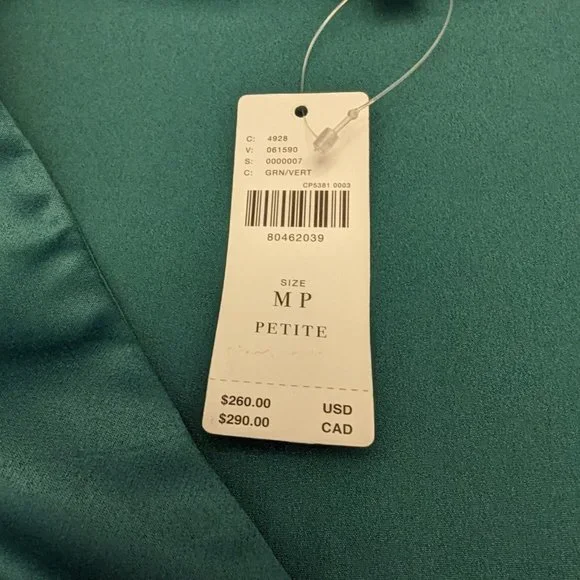 C: 4928
V: 061590
S: 0000007
C: GRN/VERT
CP5381 0003
80462039
SIZE
M P
PETITE
$260.00 USD
$290.00 CAD